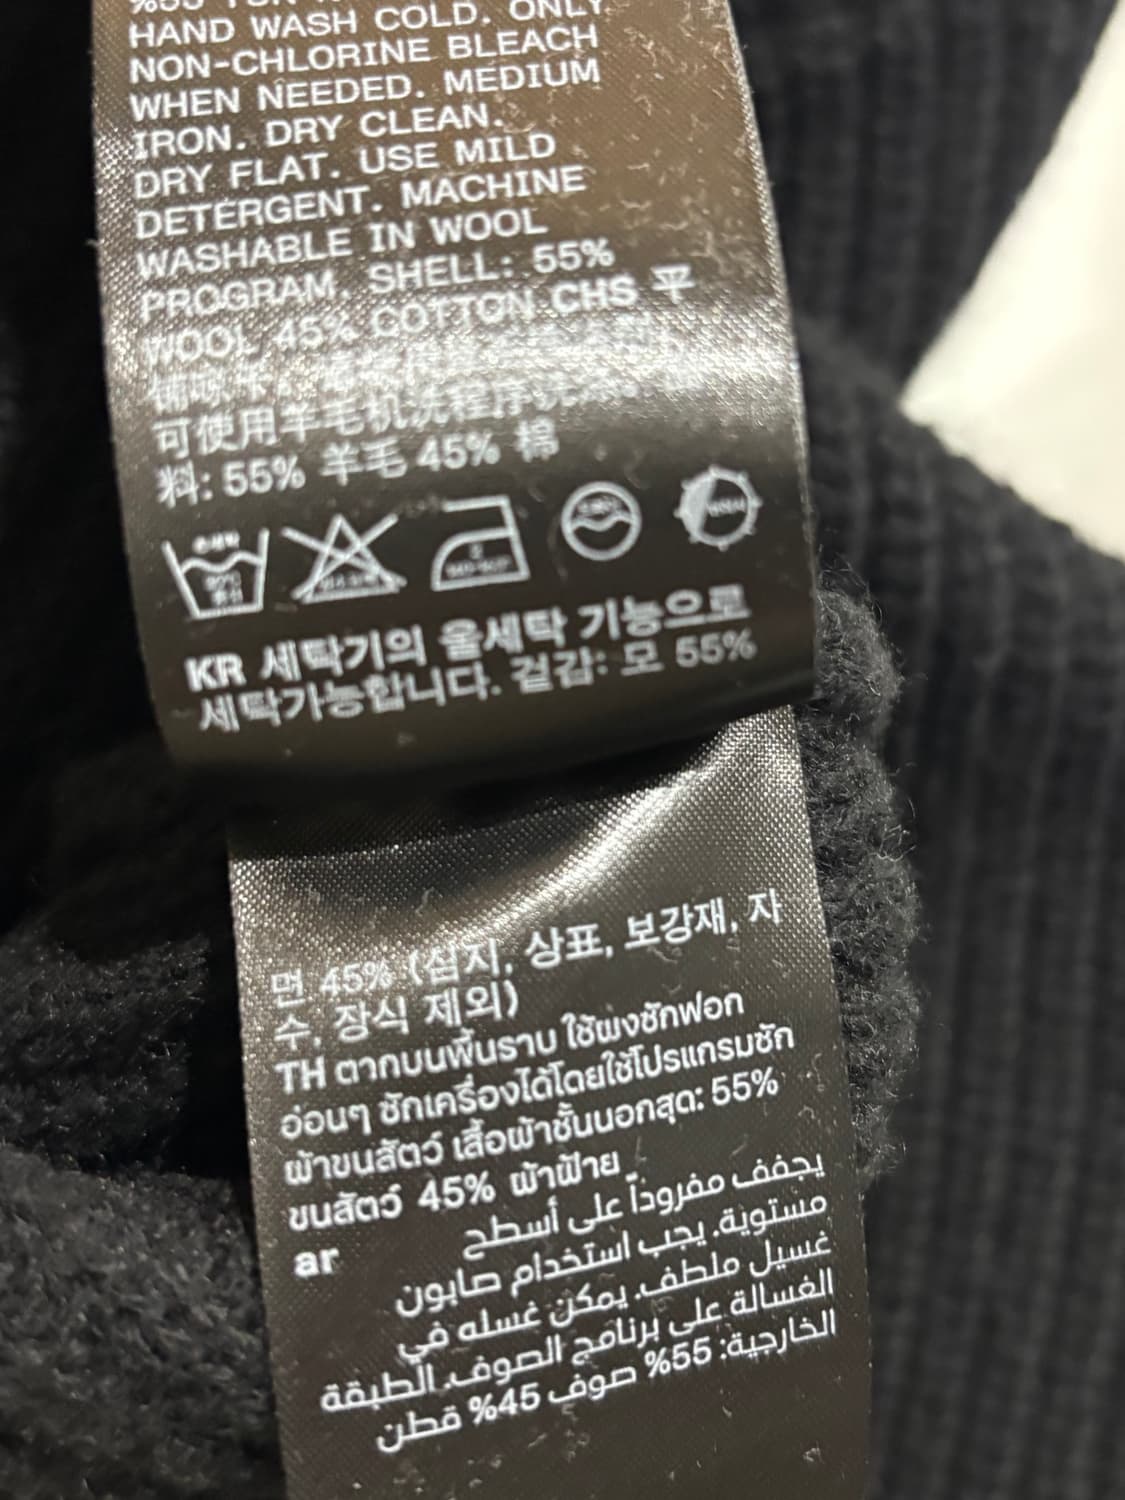 HAND WASH COLD. ONLY
NON-CHLORINE BLEACH
WHEN NEEDED. MEDIUM
IRON. DRY CLEAN.
DRY FLAT. USE MILD
DETERGENT. MACHINE
WASHABLE IN WOOL
PROGRAM. SHELL: 55%
WOOL 45% COTTON CHS 平
可使用羊毛机洗程序洗涤
料: 55% 羊毛 45% 棉
KR 세탁기의 울세탁 기능으로
세탁가능합니다. 겉감: 모 55%
면 45% (심지, 상표, 보강재, 자
수, 장식 제외)
TH ตากบนพื้นราบ ใช้ผงซักฟอก
อ่อนๆ ซักเครื่องได้โดยใช้โปรแกรมซัก
ผ้าขนสัตว์ เสื้อผ้าชั้นนอกสุด: 55%
ขนสัตว์ 45% ผ้าฝ้าย
يجفف مفروداً على أسطح
ar
مستوية. يجب استخدام صابون
غسيل ملطف. يمكن غسله في
الغسالة على برنامج الصوف. الطبقة
الخارجية: 55% صوف 45% قطن